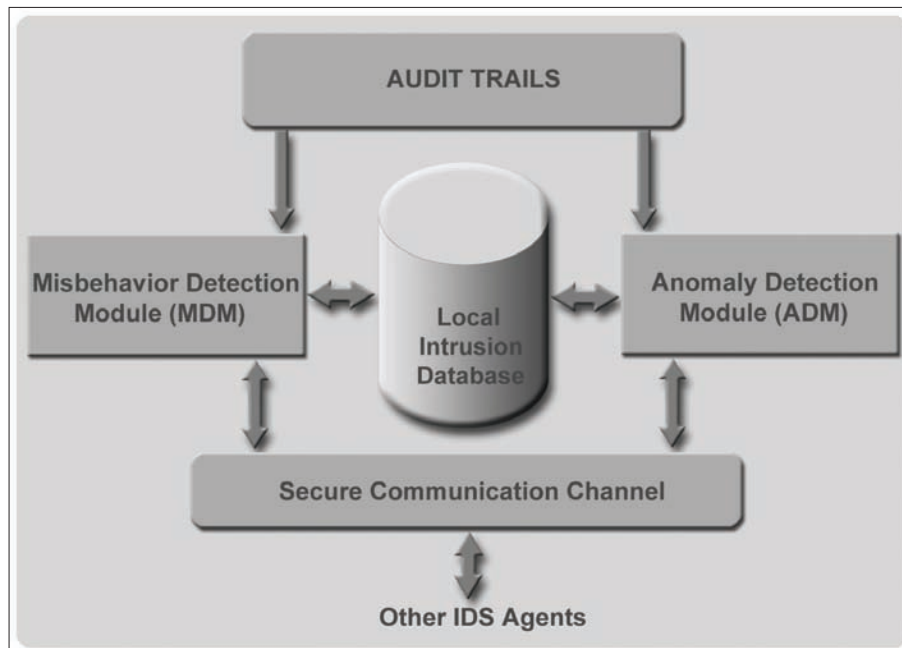 AUDIT TRAILS
Misbehavior Detection
Module (MDM)
Local
Intrusion
Database
Anomaly Detection
Module (ADM)
Secure Communication Channel
Other IDS Agents